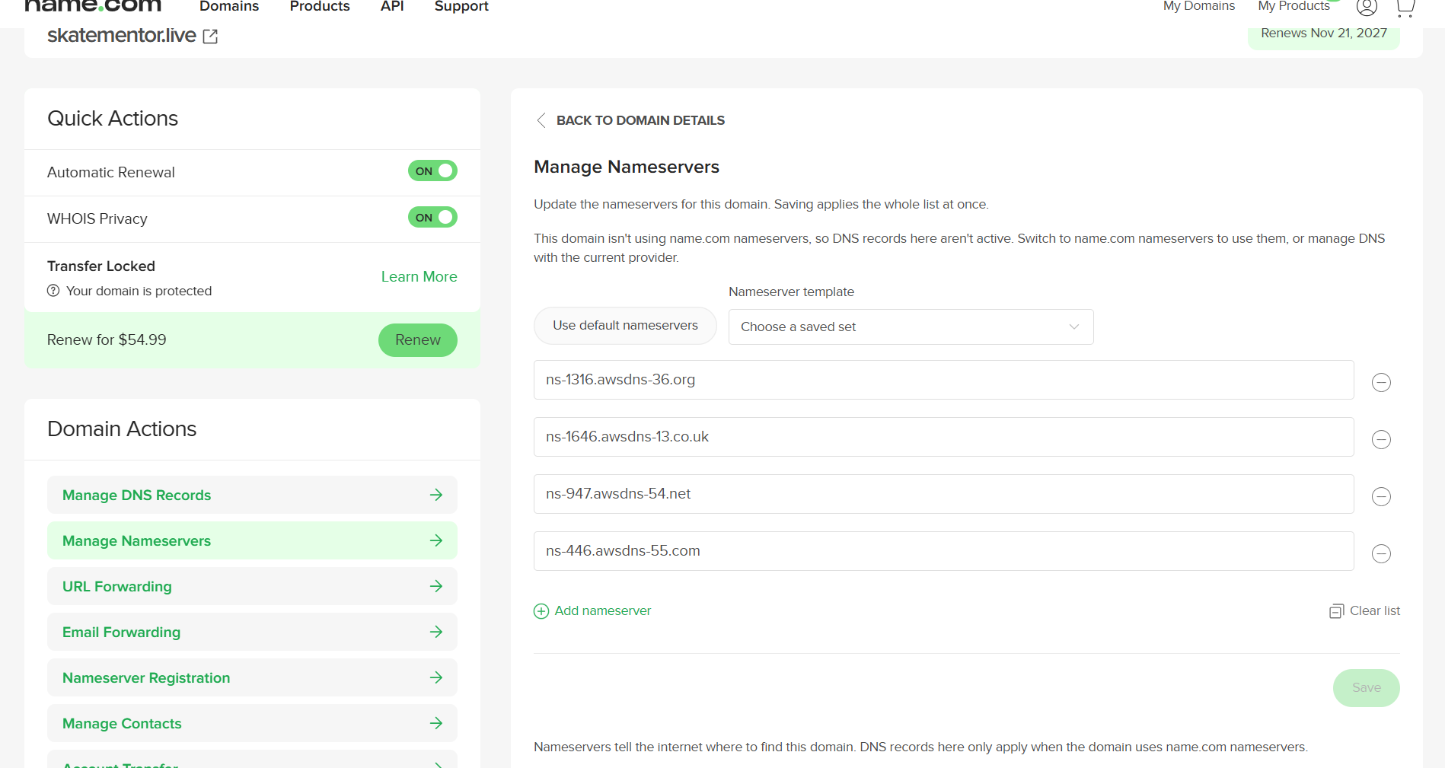 name.com Domains Products API Support My Domains My Products
skatementor.live
Renews Nov 21, 2027
Quick Actions
Automatic Renewal ON
WHOIS Privacy ON
Transfer Locked
Your domain is protected
Learn More
Renew for $54.99 Renew
Domain Actions
Manage DNS Records
Manage Nameservers
URL Forwarding
Email Forwarding
Nameserver Registration
Manage Contacts
Account Transfer
BACK TO DOMAIN DETAILS
Manage Nameservers
Update the nameservers for this domain. Saving applies the whole list at once.
This domain isn't using name.com nameservers, so DNS records here aren't active. Switch to name.com nameservers to use them, or manage DNS
with the current provider.
Nameserver template
Use default nameservers Choose a saved set
ns-1316.awsdns-36.org
ns-1646.awsdns-13.co.uk
ns-947.awsdns-54.net
ns-446.awsdns-55.com
Add nameserver Clear list
Save
Nameservers tell the internet where to find this domain. DNS records here only apply when the domain uses name.com nameservers.